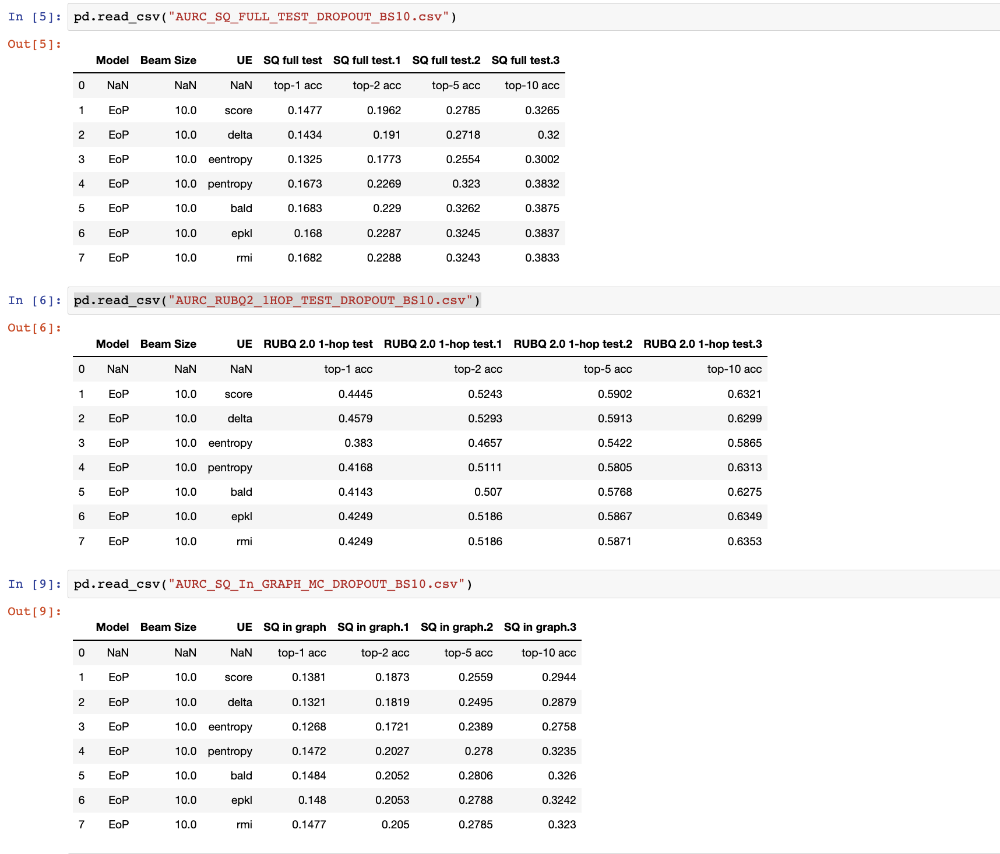 In [5]: pd.read_csv("AURC_SQ_FULL_TEST_DROPOUT_BS10.csv")
Out[5]:
Model Beam Size UE SQ full test SQ full test.1 SQ full test.2 SQ full test.3
0 NaN NaN NaN top-1 acc top-2 acc top-5 acc top-10 acc
1 EoP 10.0 score 0.1477 0.1962 0.2785 0.3265
2 EoP 10.0 delta 0.1434 0.191 0.2718 0.32
3 EoP 10.0 eentropy 0.1325 0.1773 0.2554 0.3002
4 EoP 10.0 pentropy 0.1673 0.2269 0.323 0.3832
5 EoP 10.0 bald 0.1683 0.229 0.3262 0.3875
6 EoP 10.0 epkl 0.168 0.2287 0.3245 0.3837
7 EoP 10.0 rmi 0.1682 0.2288 0.3243 0.3833
In [6]: pd.read_csv("AURC_RUBQ2_1HOP_TEST_DROPOUT_BS10.csv")
Out[6]:
Model Beam Size UE RUBQ 2.0 1-hop test RUBQ 2.0 1-hop test.1 RUBQ 2.0 1-hop test.2 RUBQ 2.0 1-hop test.3
0 NaN NaN NaN top-1 acc top-2 acc top-5 acc top-10 acc
1 EoP 10.0 score 0.4445 0.5243 0.5902 0.6321
2 EoP 10.0 delta 0.4579 0.5293 0.5913 0.6299
3 EoP 10.0 eentropy 0.383 0.4657 0.5422 0.5865
4 EoP 10.0 pentropy 0.4168 0.5111 0.5805 0.6313
5 EoP 10.0 bald 0.4143 0.507 0.5768 0.6275
6 EoP 10.0 epkl 0.4249 0.5186 0.5867 0.6349
7 EoP 10.0 rmi 0.4249 0.5186 0.5871 0.6353
In [9]: pd.read_csv("AURC_SQ_In_GRAPH_MC_DROPOUT_BS10.csv")
Out[9]:
Model Beam Size UE SQ in graph SQ in graph.1 SQ in graph.2 SQ in graph.3
0 NaN NaN NaN top-1 acc top-2 acc top-5 acc top-10 acc
1 EoP 10.0 score 0.1381 0.1873 0.2559 0.2944
2 EoP 10.0 delta 0.1321 0.1819 0.2495 0.2879
3 EoP 10.0 eentropy 0.1268 0.1721 0.2389 0.2758
4 EoP 10.0 pentropy 0.1472 0.2027 0.278 0.3235
5 EoP 10.0 bald 0.1484 0.2052 0.2806 0.326
6 EoP 10.0 epkl 0.148 0.2053 0.2788 0.3242
7 EoP 10.0 rmi 0.1477 0.205 0.2785 0.323